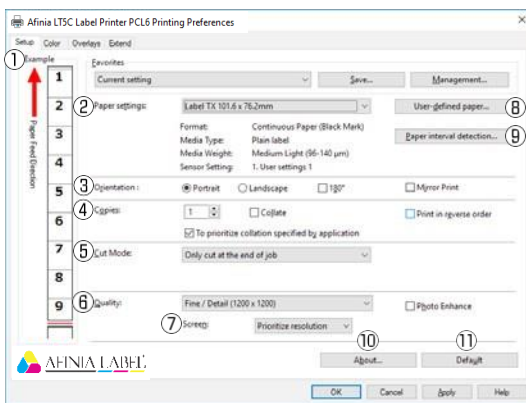 Afinia LT5C Label Printer PCL6 Printing Preferences
Setup Color Overlays Extend
① Example
Favorites
Current setting Save... Management...
② Paper settings: Label TX 101.6 x 76.2mm User-defined paper... ⑧
Format: Continuous Paper (Black Mark) Paper interval detection... ⑨
Media Type: Plain label
Media Weight: Medium Light (96-140 μm)
Sensor Setting: 1. User settings 1
③ Orientation : Portrait Landscape 180° Mirror Print
④ Copies: 1 Collate Print in reverse order
To prioritize collation specified by application
⑤ Cut Mode: Only cut at the end of job
⑥ Quality: Fine / Detail (1200 x 1200) Photo Enhance
⑦ Screen: Prioritize resolution
Paper Feed Direction
1
2
3
4
5
6
7
8
9
AFINIA LABEL
⑩ ⑪
About... Default
OK Cancel Apply Help